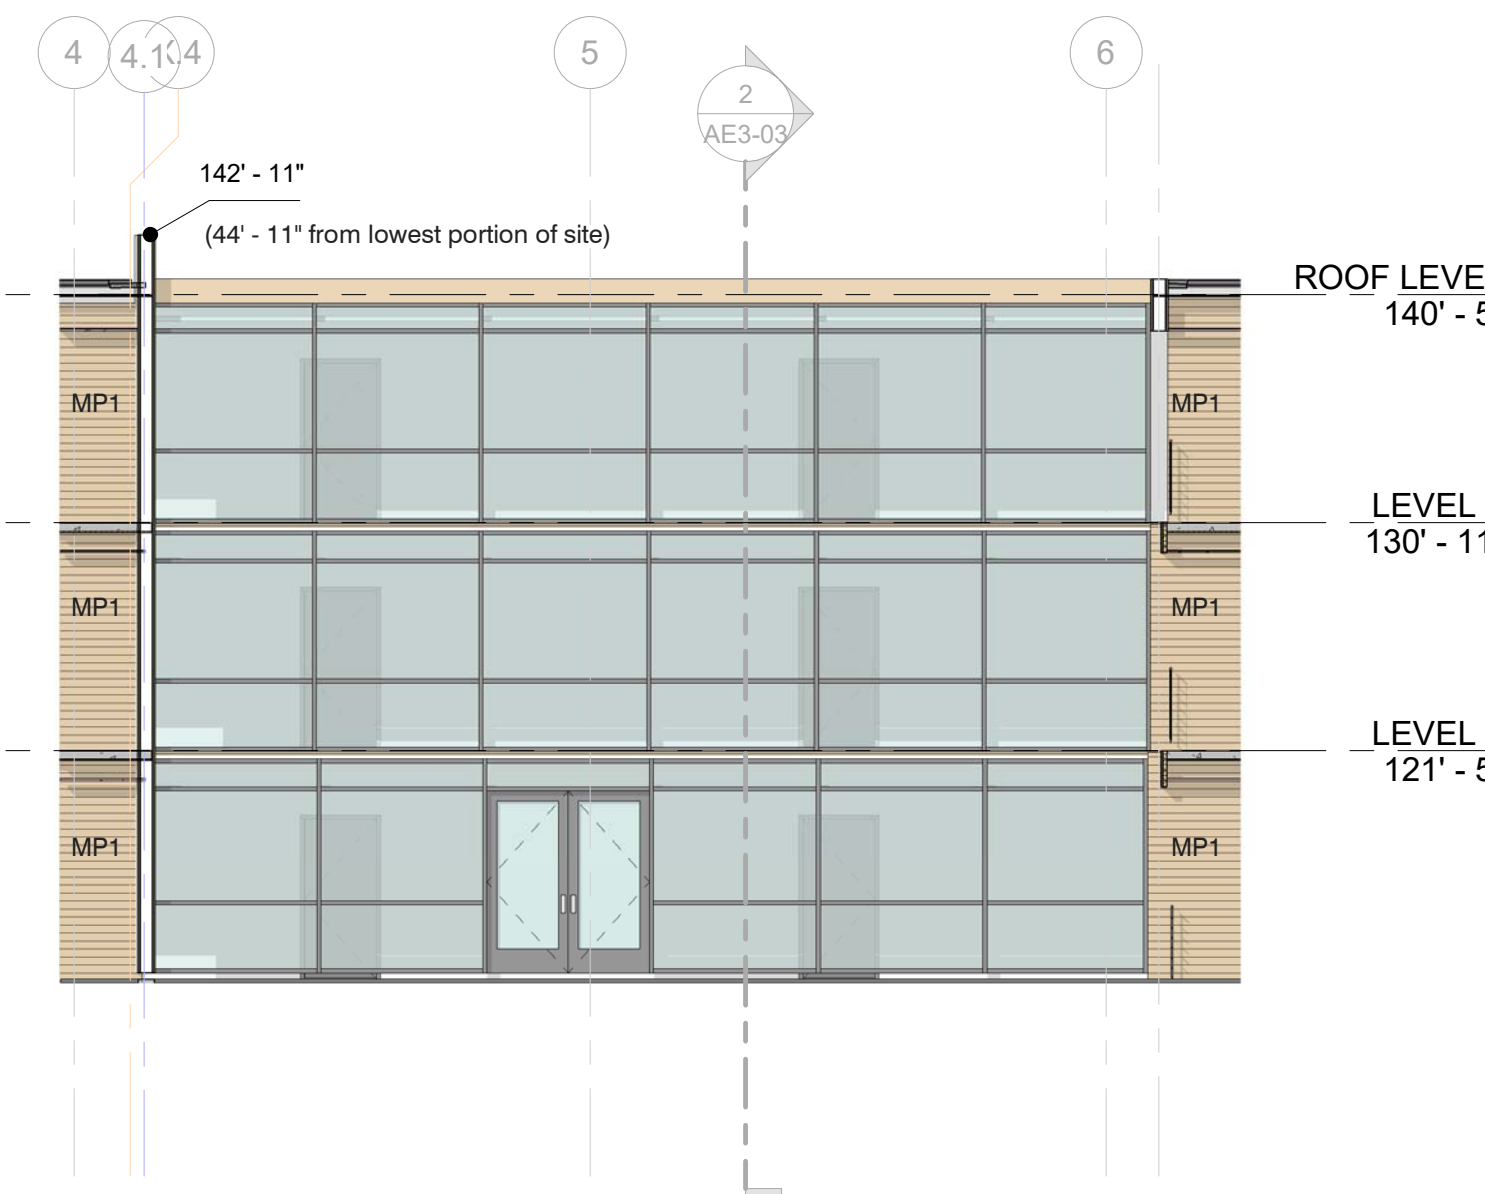 4
4.1
.4
5
2
AE3-03
6
142' - 11"
(44' - 11" from lowest portion of site)
ROOF LEVE
140' - 5
MP1
MP1
LEVEL
130' - 11
MP1
MP1
LEVEL
121' - 5
MP1
MP1